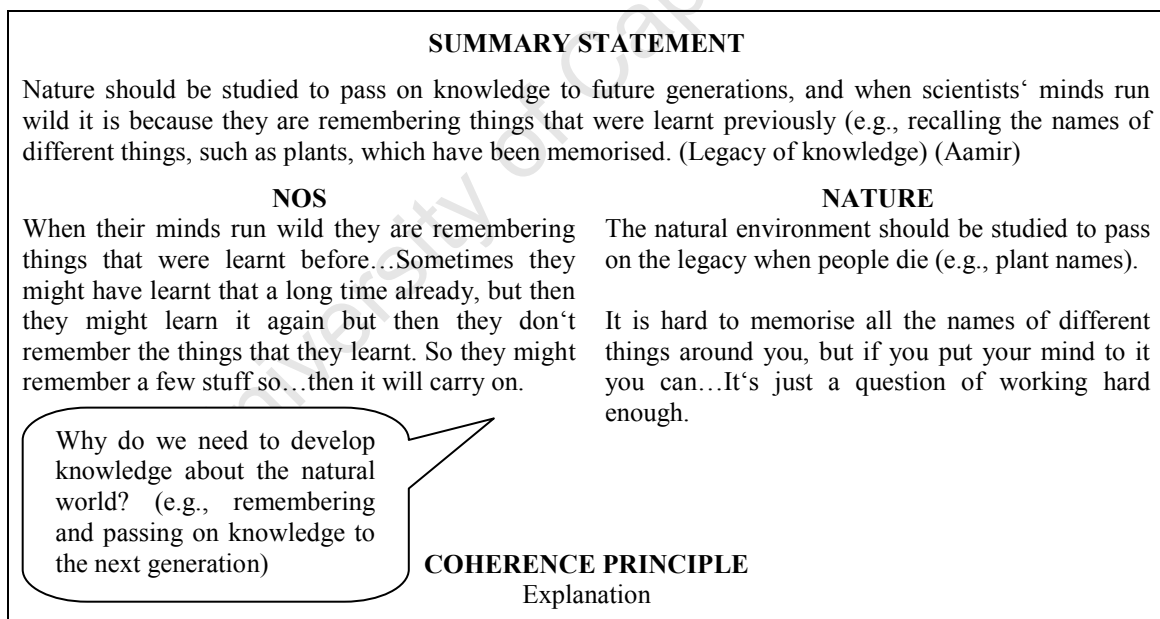 SUMMARY STATEMENT
Nature should be studied to pass on knowledge to future generations, and when scientists‘ minds run
wild it is because they are remembering things that were learnt previously (e.g., recalling the names of
different things, such as plants, which have been memorised. (Legacy of knowledge) (Aamir)
NOS
When their minds run wild they are remembering
things that were learnt before…Sometimes they
might have learnt that a long time already, but then
they might learn it again but then they don‘t
remember the things that they learnt. So they might
remember a few stuff so…then it will carry on.
NATURE
The natural environment should be studied to pass
on the legacy when people die (e.g., plant names).
It is hard to memorise all the names of different
things around you, but if you put your mind to it
you can…It‘s just a question of working hard
enough.
Why do we need to develop
knowledge about the natural
world? (e.g., remembering
and passing on knowledge to
the next generation)
COHERENCE PRINCIPLE
Explanation
niversity of Cap